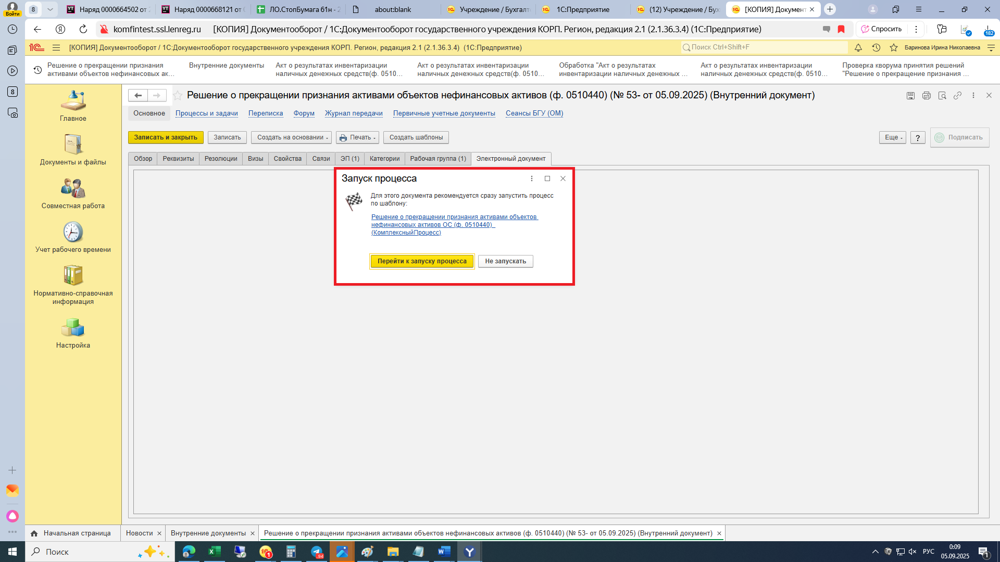 Войти
8
Наряд 0000664502 от
Наряд 0000668121 от
ЛО.СтопБумага 61н - 2
about:blank
Учреждение / Бухгалт
1С:Предприятие
(12) Учреждение / Бух
[КОПИЯ] Документ
komfintest.ssl.lenreg.ru
[КОПИЯ] Документооборот / 1С:Документооборот государственного учреждения КОРП. Регион, редакция 2.1 (2.1.36.3.4) (1С:Предприятие)
Спросить
182
[КОПИЯ] Документооборот / 1С:Документооборот государственного учреждения КОРП. Регион, редакция 2.1 (2.1.36.3.4) (1С:Предприятие)
Поиск Ctrl+Shift+F
Баринова Ирина Николаевна
Решение о прекращении признания
активами объектов нефинансовых ак...
Внутренние документы
Акт о результатах инвентаризации
наличных денежных средств(ф. 0510...
Акт о результатах инвентаризации
наличных денежных средств(ф. 0510...
Обработка "Акт о результатах
инвентаризации наличных денежных ...
Акт о результатах инвентаризации
наличных денежных средств(ф. 0510...
Проверка кворума принятия решений
"Решение о прекращение признания ...
8
Главное
Документы и файлы
Совместная работа
Учет рабочего времени
Нормативно-справочная
информация
Настройка
Решение о прекращении признания активами объектов нефинансовых активов (ф. 0510440) (№ 53- от 05.09.2025) (Внутренний документ)
Основное
Процессы и задачи
Переписка
Форум
Журнал передачи
Первичные учетные документы
Сеансы БГУ (ОМ)
Записать и закрыть
Записать
Создать на основании
Печать
Создать шаблоны
Еще
?
Подписать
Обзор
Реквизиты
Резолюции
Визы
Свойства
Связи
ЭП (1)
Категории
Рабочая группа (1)
Электронный документ
Запуск процесса
Для этого документа рекомендуется сразу запустить процесс
по шаблону:
Решение о прекращении признания активами объектов
нефинансовых активов ОС (ф. 0510440)
(КомплексныйПроцесс)
Перейти к запуску процесса
Не запускать
Начальная страница
Новости
Внутренние документы
Решение о прекращении признания активами объектов нефинансовых активов (ф. 0510440) (№ 53- от 05.09.2025) (Внутренний документ)
Поиск
1
94
РУС
0:09
05.09.2025
1